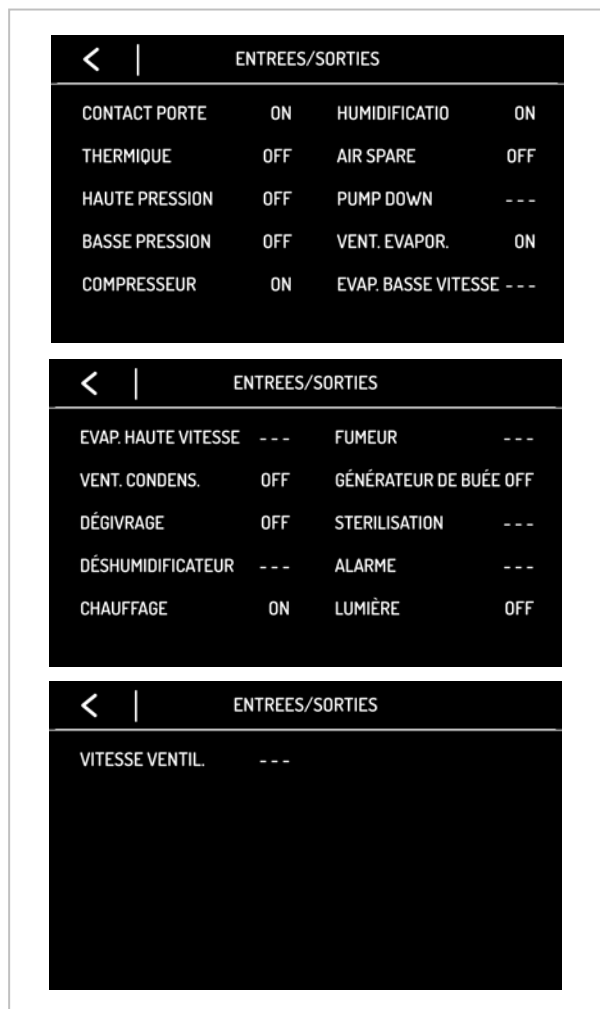 ENTREES/SORTIES
CONTACT PORTE ON HUMIDIFICATIO ON
THERMIQUE OFF AIR SPARE OFF
HAUTE PRESSION OFF PUMP DOWN ---
BASSE PRESSION OFF VENT. EVAPOR. ON
COMPRESSEUR ON EVAP. BASSE VITESSE ---
ENTREES/SORTIES
EVAP. HAUTE VITESSE --- FUMEUR ---
VENT. CONDENS. OFF GÉNÉRATEUR DE BUÉE OFF
DÉGIVRAGE OFF STERILISATION ---
DÉSHUMIDIFICATEUR --- ALARME ---
CHAUFFAGE ON LUMIÈRE OFF
ENTREES/SORTIES
VITESSE VENTIL. ---